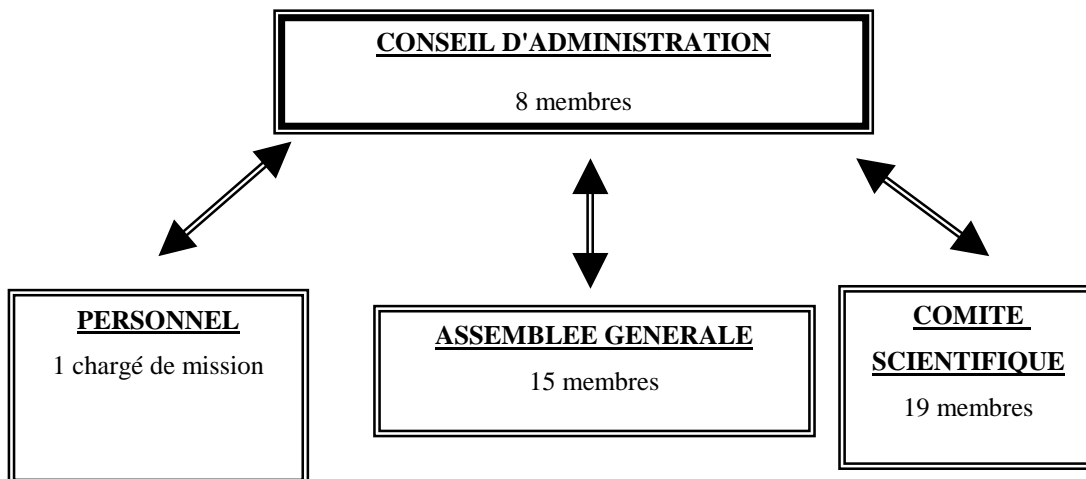 CONSEIL D'ADMINISTRATION
8 membres
PERSONNEL
1 chargé de mission
ASSEMBLEE GENERALE
15 membres
COMITE
SCIENTIFIQUE
19 membres